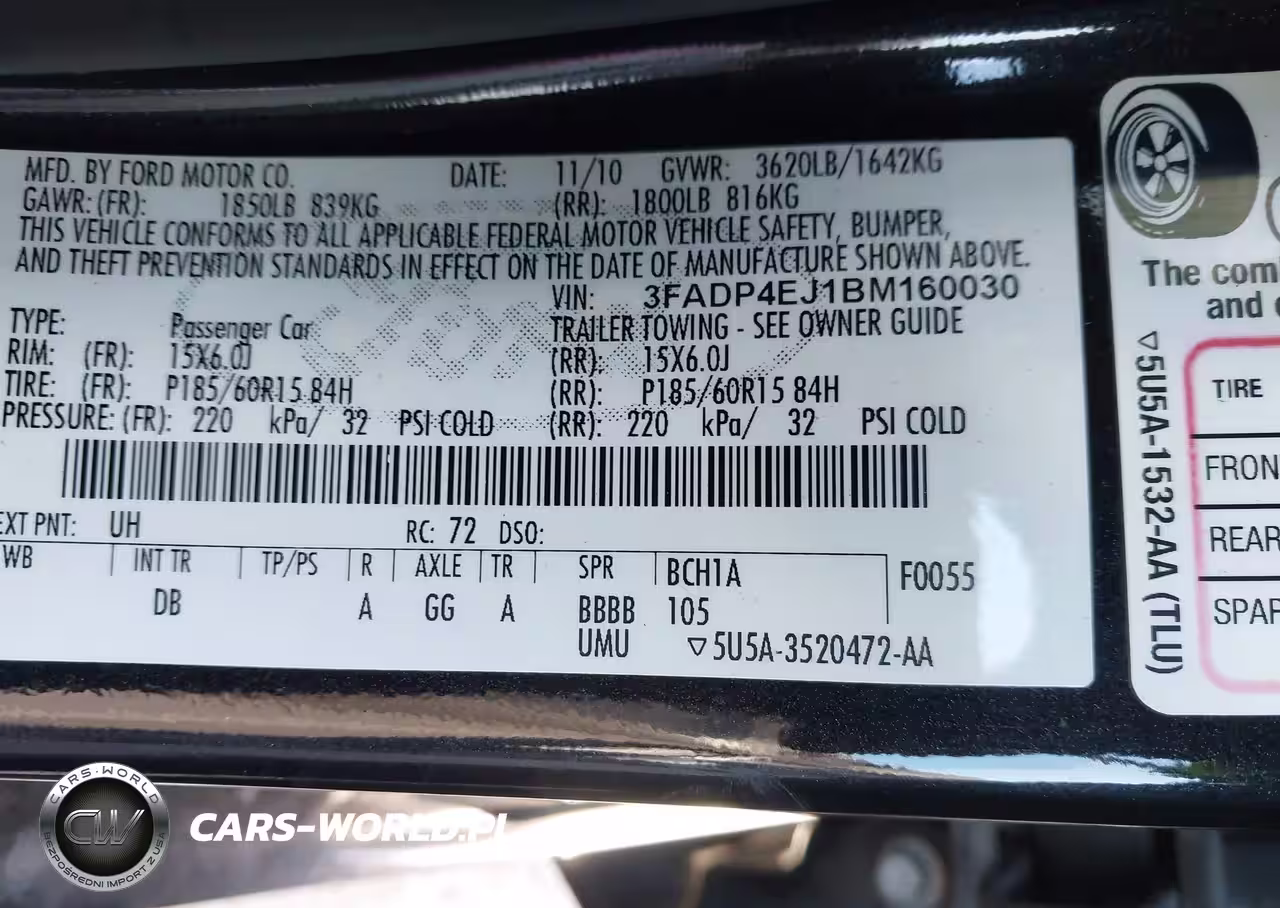 MFD. BY FORD MOTOR CO. DATE: 11/10 GVWR: 3620LB/1642KG
GAWR: (FR): 1850LB 839KG (RR): 1800LB 816KG
THIS VEHICLE CONFORMS TO ALL APPLICABLE FEDERAL MOTOR VEHICLE SAFETY, BUMPER,
AND THEFT PREVENTION STANDARDS IN EFFECT ON THE DATE OF MANUFACTURE SHOWN ABOVE.
VIN: 3FADP4EJ1BM160030
TYPE: Passenger Car TRAILER TOWING - SEE OWNER GUIDE
RIM: (FR): 15X6.0J (RR): 15X6.0J
TIRE: (FR): P185/60R15 84H (RR): P185/60R15 84H
PRESSURE: (FR): 220 kPa/ 32 PSI COLD (RR): 220 kPa/ 32 PSI COLD
EXT PNT: UH RC: 72 DSO:
WB INT TR TP/PS R AXLE TR SPR BCH1A F0055
DB A GG A BBBB 105
UMU ▽5U5A-3520472-AA
The com
and
▽5U5A-1532-AA (TLU)
TIRE
FRON
REAR
SPAR
CARS-WORLD
CW
BEZPOŚREDNI IMPORT Z USA
CARS-WORLD.PL